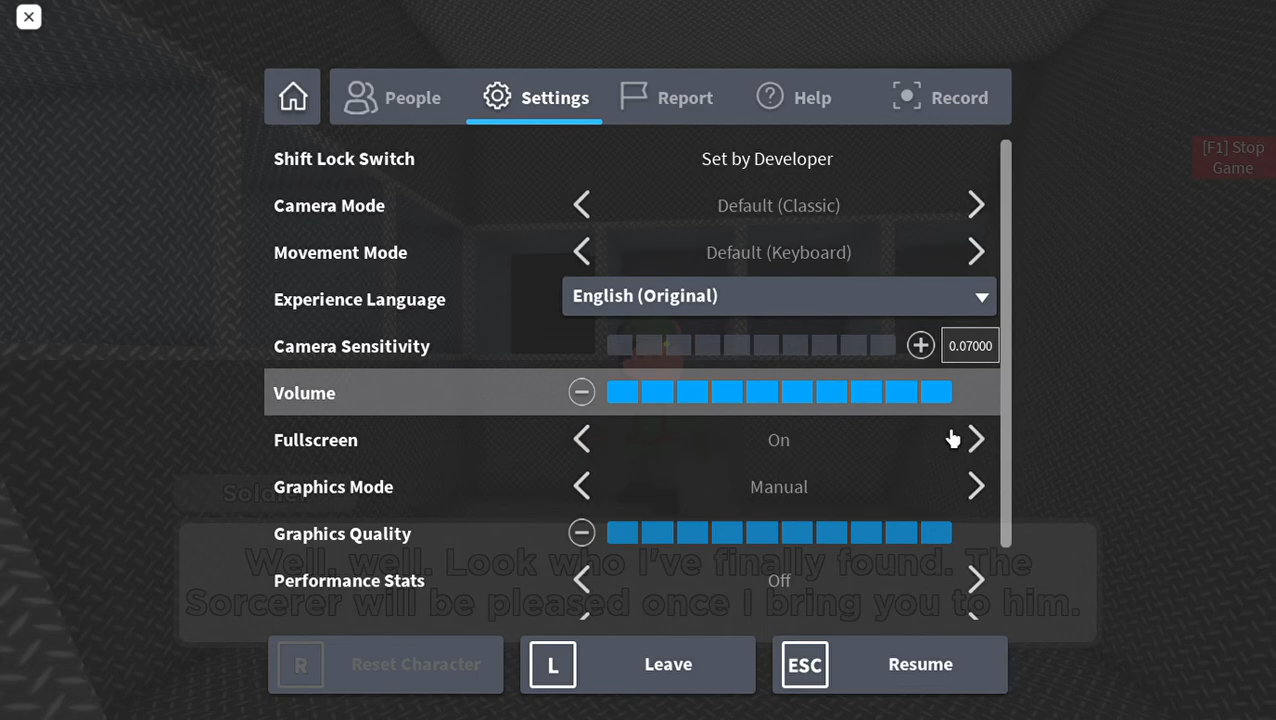 People
Settings
Report
Help
Record
Shift Lock Switch
Set by Developer
Camera Mode
Default (Classic)
Movement Mode
Default (Keyboard)
Experience Language
English (Original)
Camera Sensitivity
0.07000
Volume
Fullscreen
On
Graphics Mode
Manual
Graphics Quality
Performance Stats
Off
[F1] Stop
Game
Well, well. Look who I've finally found. The
Sorcerer will be pleased once I bring you to him.
R
Reset Character
L
Leave
ESC
Resume